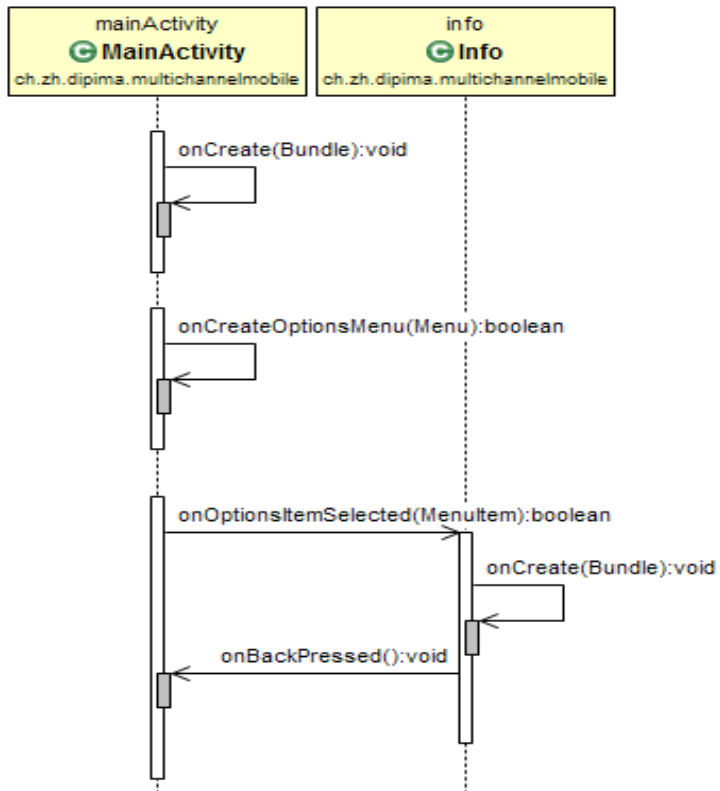 mainActivity
C MainActivity
ch.zh.dipima.multichannelmobile
info
C Info
ch.zh.dipima.multichannelmobile
onCreate(Bundle):void
onCreateOptionsMenu(Menu):boolean
onOptionsItemSelected(MenuItem):boolean
onCreate(Bundle):void
onBackPressed():void